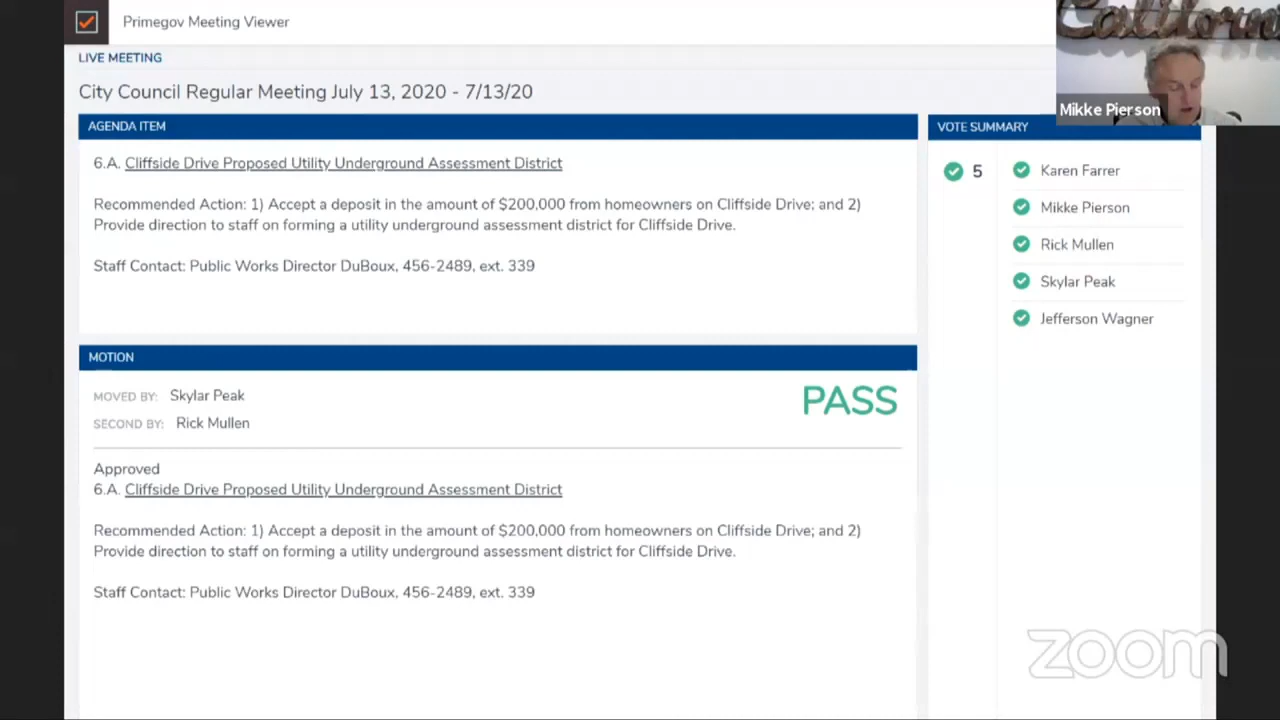 Primegov Meeting Viewer
LIVE MEETING
City Council Regular Meeting July 13, 2020 - 7/13/20
Mikke Pierson
AGENDA ITEM
6.A. Cliffside Drive Proposed Utility Underground Assessment District
Recommended Action: 1) Accept a deposit in the amount of $200,000 from homeowners on Cliffside Drive; and 2)
Provide direction to staff on forming a utility underground assessment district for Cliffside Drive.
Staff Contact: Public Works Director DuBoux, 456-2489, ext. 339
VOTE SUMMARY
5
Karen Farrer
Mikke Pierson
Rick Mullen
Skylar Peak
Jefferson Wagner
MOTION
MOVED BY: Skylar Peak
SECOND BY: Rick Mullen
PASS
Approved
6.A. Cliffside Drive Proposed Utility Underground Assessment District
Recommended Action: 1) Accept a deposit in the amount of $200,000 from homeowners on Cliffside Drive; and 2)
Provide direction to staff on forming a utility underground assessment district for Cliffside Drive.
Staff Contact: Public Works Director DuBoux, 456-2489, ext. 339
zoom